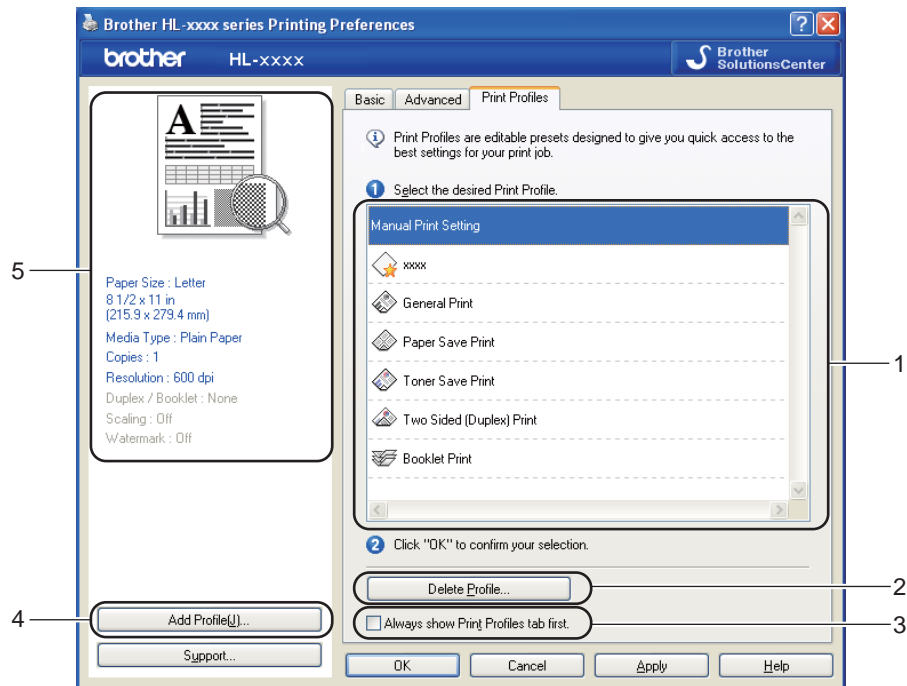 Brother HL-xxxx series Printing Preferences
brother HL-xxxx
Brother
SolutionsCenter
Basic Advanced Print Profiles
Print Profiles are editable presets designed to give you quick access to the
best settings for your print job.
1 Select the desired Print Profile.
Manual Print Setting
xxxx
General Print
Paper Save Print
Toner Save Print
Two Sided (Duplex) Print
Booklet Print
2 Click "OK" to confirm your selection.
Delete Profile...
Always show Print Profiles tab first.
OK Cancel Apply Help
A
Paper Size : Letter
8 1/2 x 11 in
(215.9 x 279.4 mm)
Media Type : Plain Paper
Copies : 1
Resolution : 600 dpi
Duplex / Booklet : None
Scaling : Off
Watermark : Off
Add Profile(J)...
Support...
1
2
3
4
5